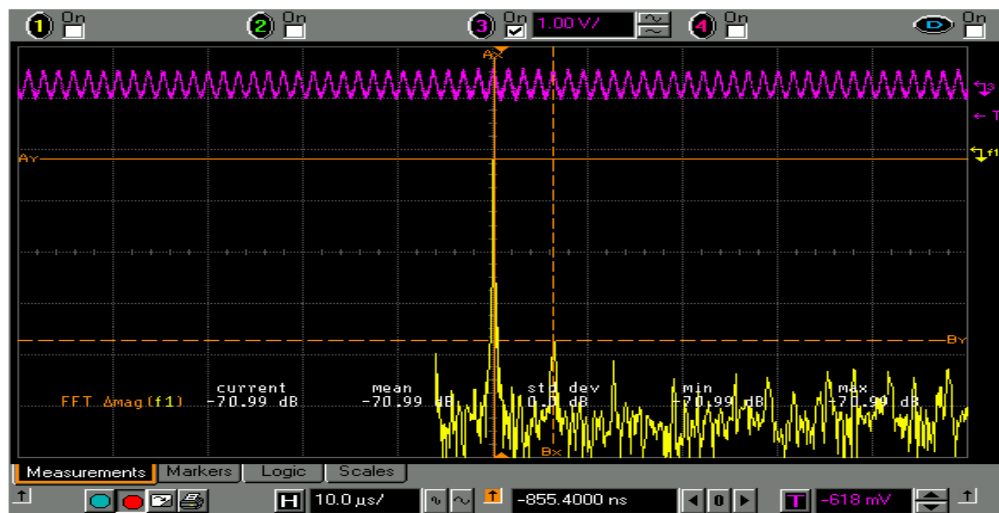 1 On 2 On 3 On 1.00 V/ 4 On D On
Ax
3
T
AY
f1
BY
current mean std dev min max
FFT Δmag(f1) -70.99 dB -70.99 dB 0.0 dB -70.99 dB -70.99 dB
Bx
Measurements Markers Logic Scales
H 10.0 µs/ -855.4000 ns 0 T -618 mV